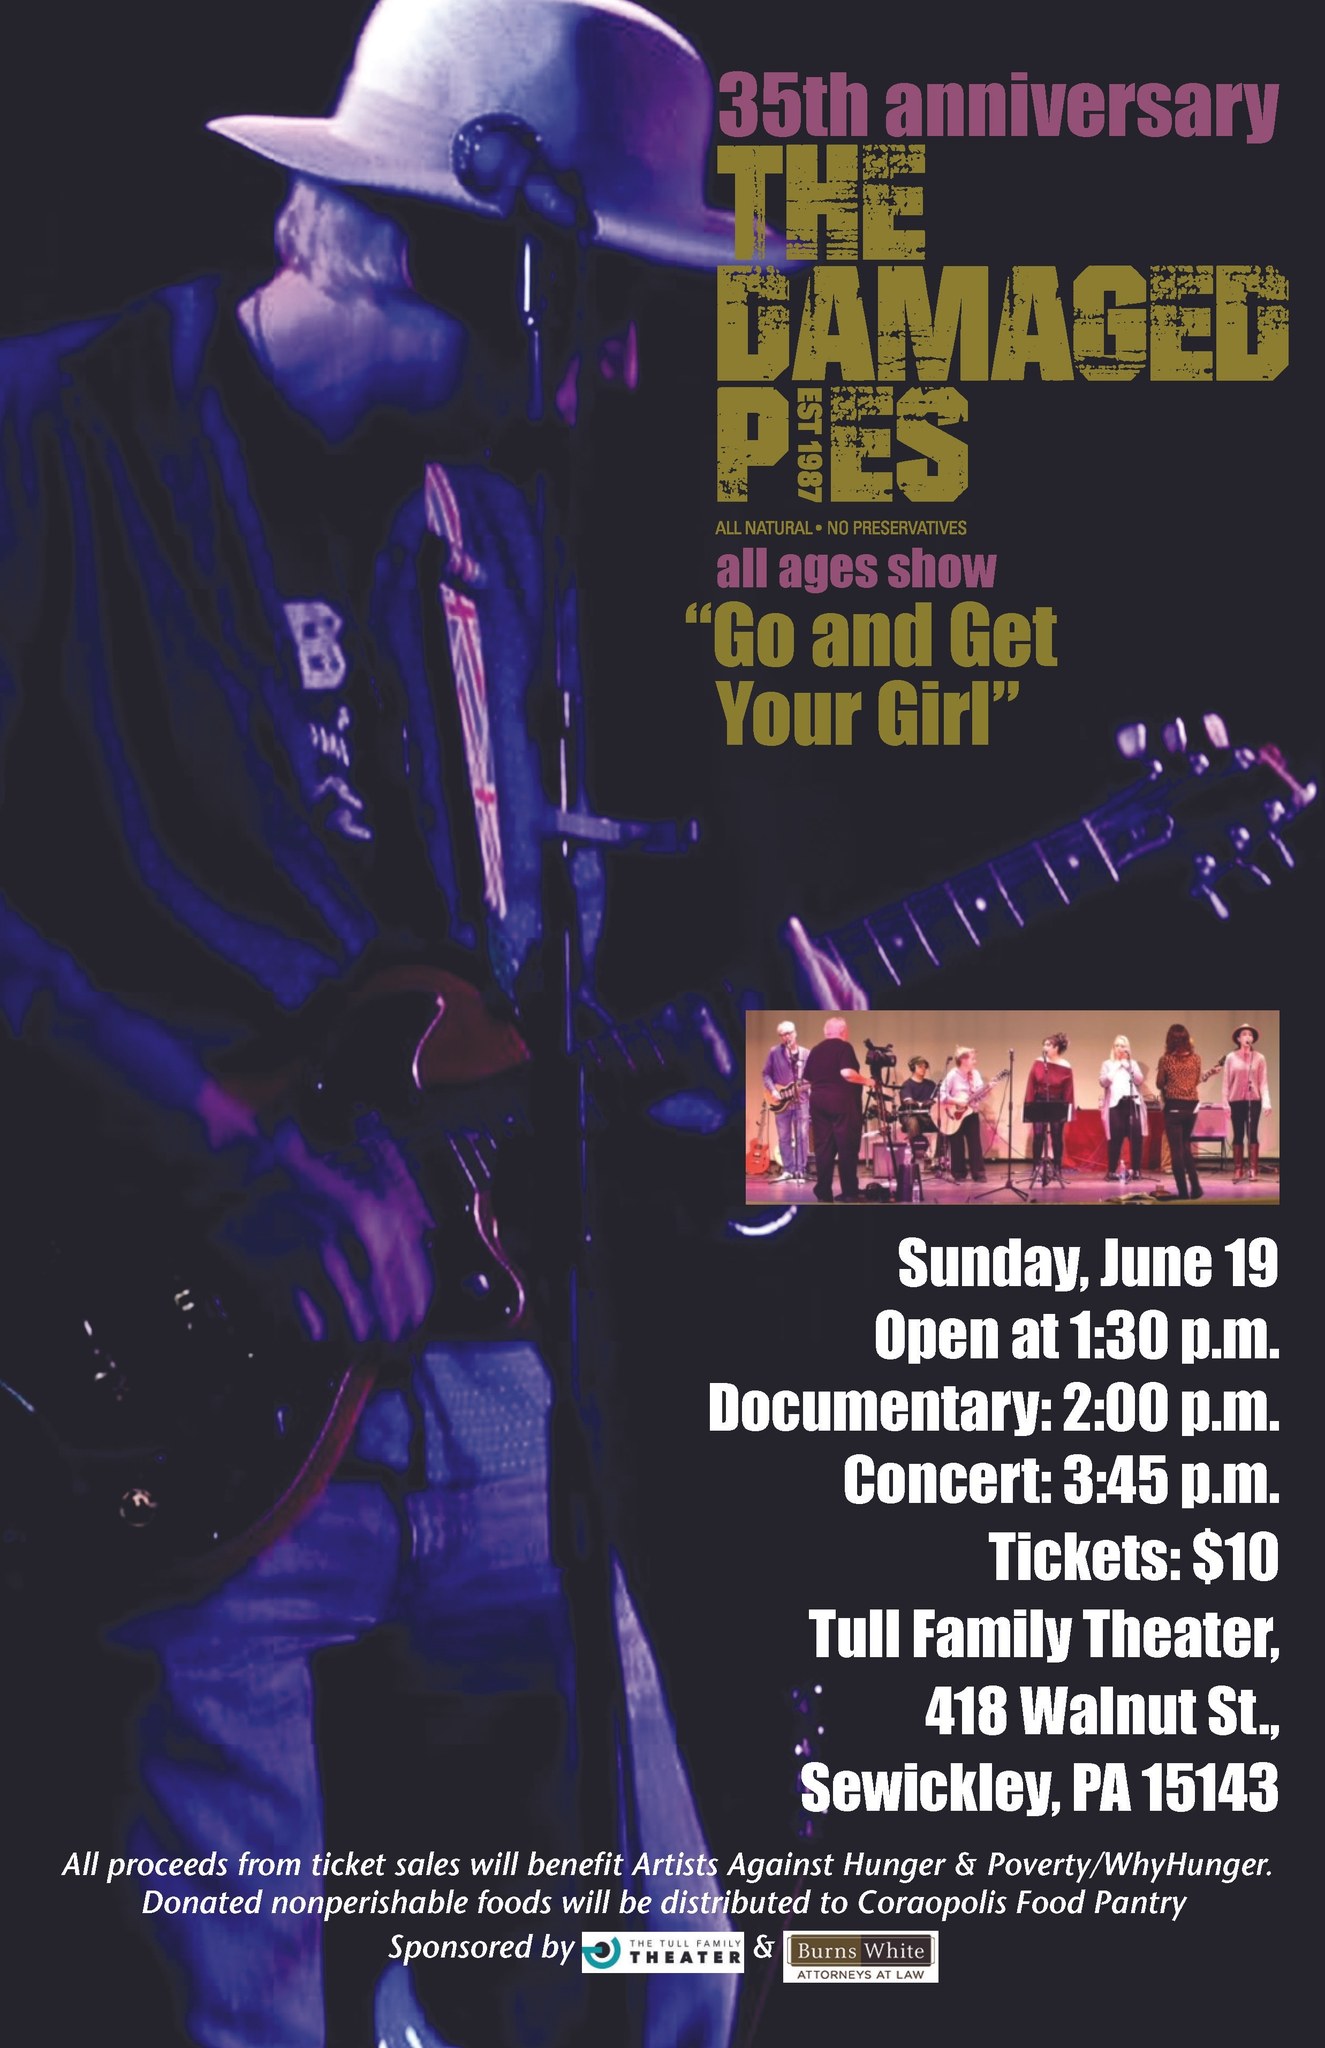 35th anniversary
THE
DAMAGED
PIES
EST 1987
ALL NATURAL • NO PRESERVATIVES
all ages show
“Go and Get
Your Girl”
B
Sunday, June 19
Open at 1:30 p.m.
Documentary: 2:00 p.m.
Concert: 3:45 p.m.
Tickets: $10
Tull Family Theater,
418 Walnut St.,
Sewickley, PA 15143
All proceeds from ticket sales will benefit Artists Against Hunger & Poverty/WhyHunger.
Donated nonperishable foods will be distributed to Coraopolis Food Pantry
Sponsored by THE TULL FAMILY THEATER & Burns White ATTORNEYS AT LAW